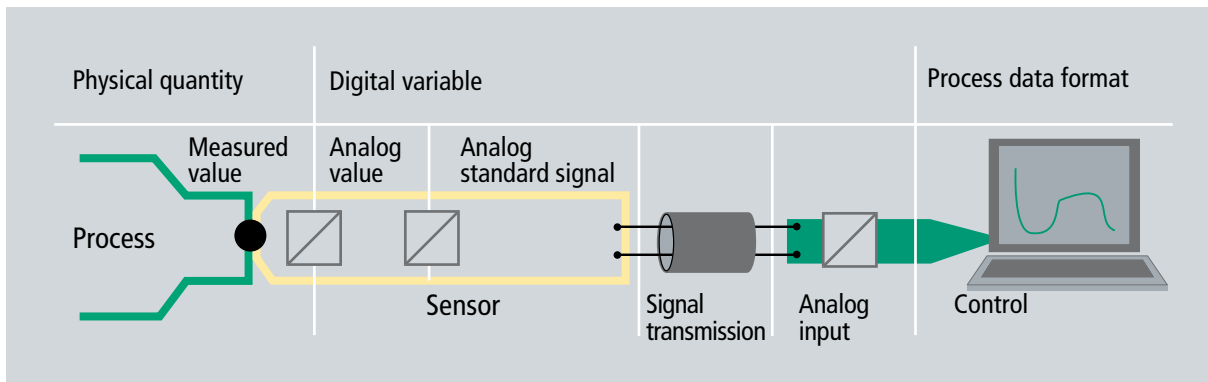 Physical quantity
Digital variable
Process data format
Measured
value
Analog
value
Analog
standard signal
Process
Sensor
Signal
transmission
Analog
input
Control